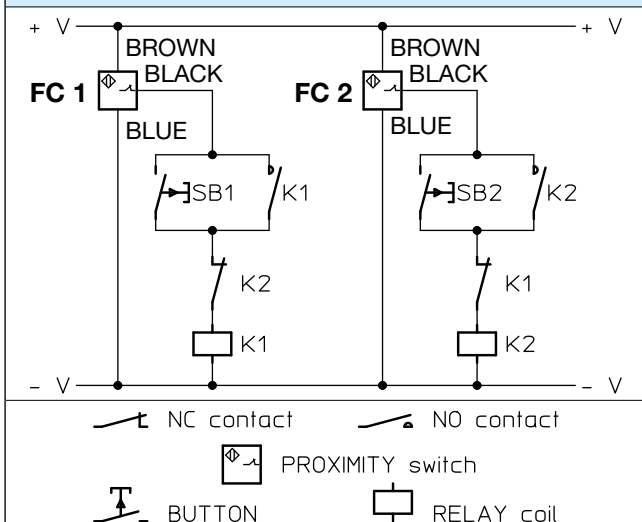 + V + V
BROWN BROWN
BLACK BLACK
FC 1 FC 2
BLUE BLUE
SB1 K1 SB2 K2
K2 K1
K1 K2
- V - V
NC contact NO contact
PROXIMITY switch
BUTTON RELAY coil